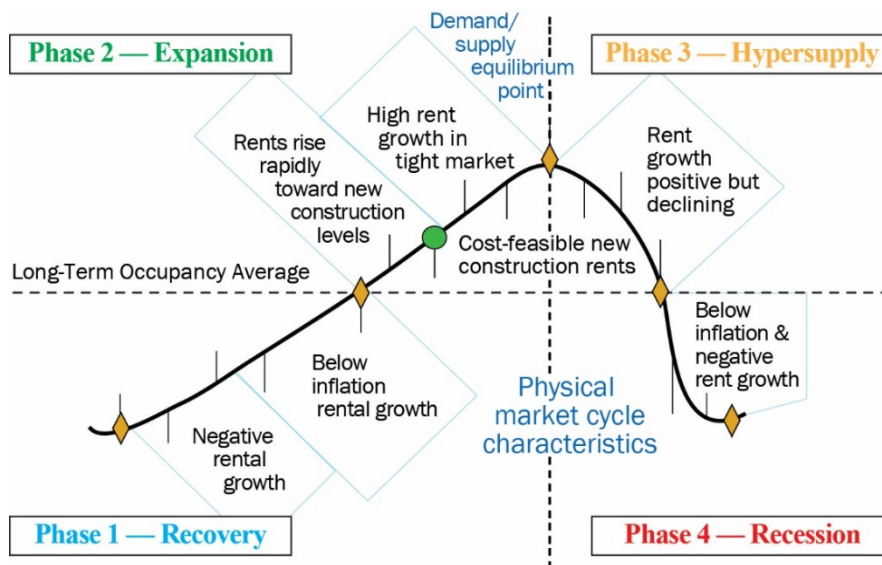 Phase 2 — Expansion
Demand/
supply
equilibrium
point
Phase 3 — Hypersupply
High rent
growth in
tight market
Rents rise
rapidly
toward new
construction
levels
Rent
growth
positive but
declining
Cost-feasible new
construction rents
Long-Term Occupancy Average
Below
inflation
rental growth
Below
inflation &
negative
rent growth
Physical
market cycle
characteristics
Negative
rental
growth
Phase 1 — Recovery
Phase 4 — Recession